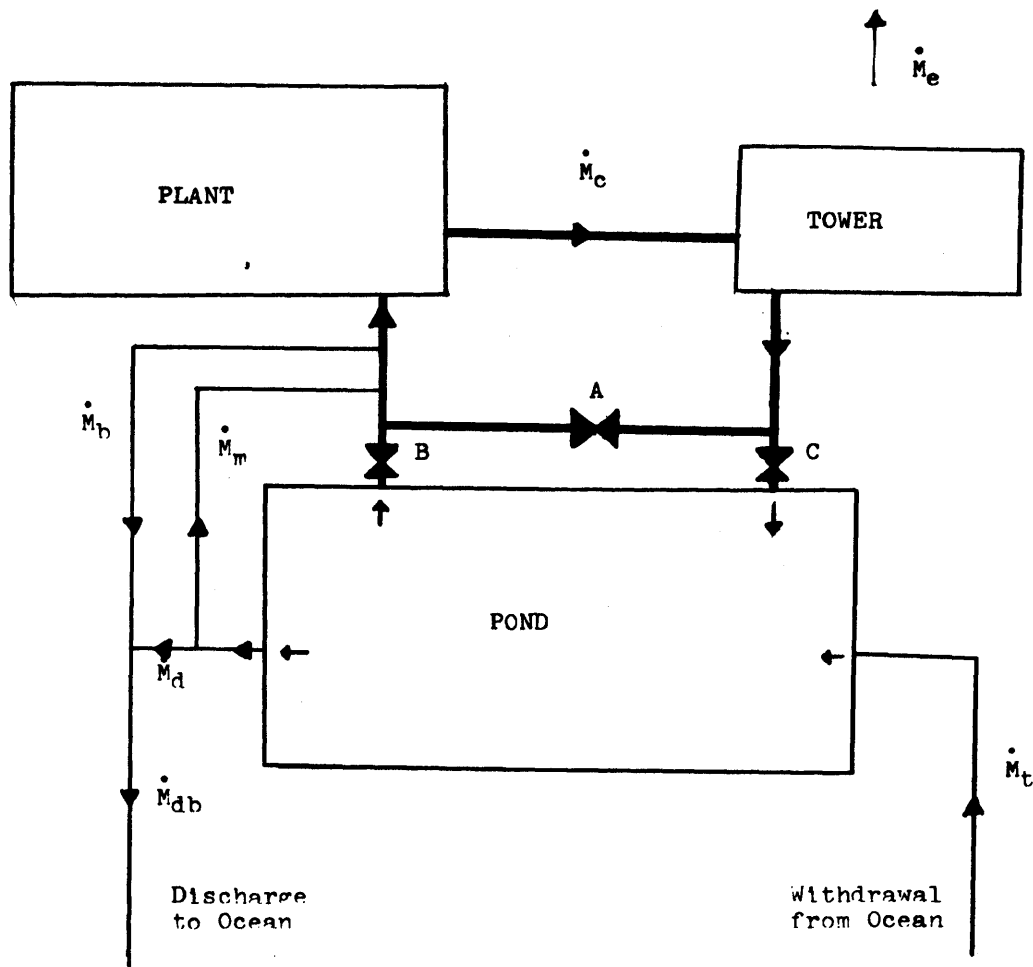 Ṁe
PLANT
Ṁc
TOWER
A
Ṁb
Ṁm
B
C
POND
Ṁd
Ṁdb
Ṁt
Discharge
to Ocean
Withdrawal
from Ocean